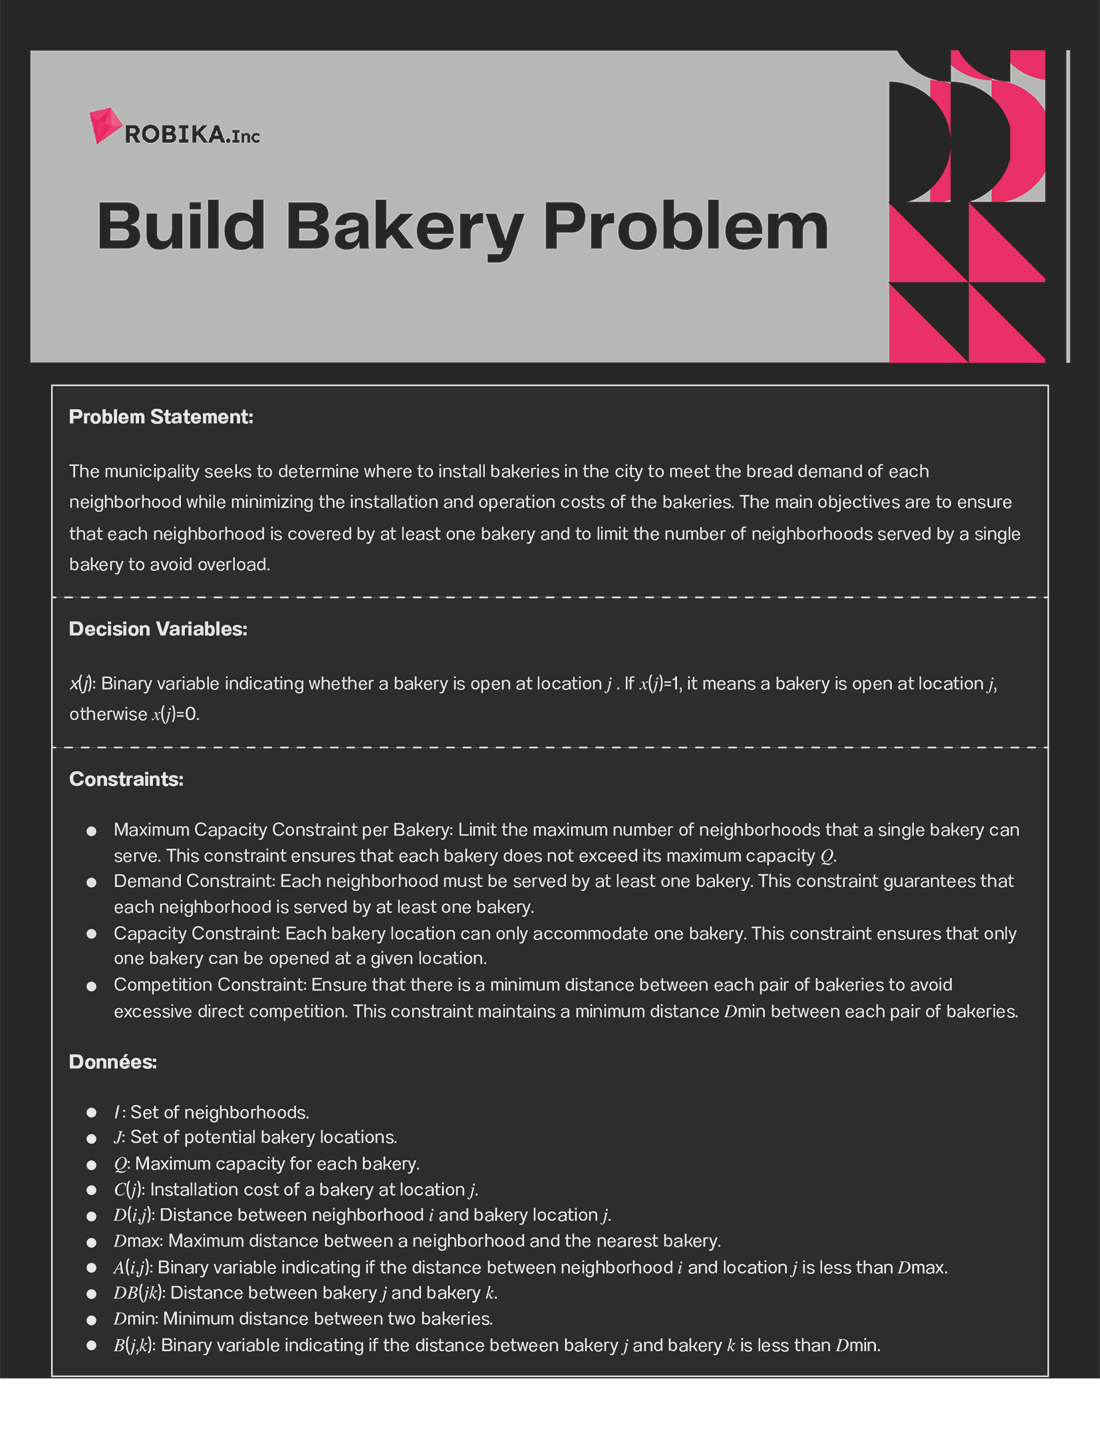 ROBIKA.Inc
Build Bakery Problem
Problem Statement:
The municipality seeks to determine where to install bakeries in the city to meet the bread demand of each
neighborhood while minimizing the installation and operation costs of the bakeries. The main objectives are to ensure
that each neighborhood is covered by at least one bakery and to limit the number of neighborhoods served by a single
bakery to avoid overload.
Decision Variables:
x(j): Binary variable indicating whether a bakery is open at location j . If x(j)=1, it means a bakery is open at location j,
otherwise x(j)=0.
Constraints:
● Maximum Capacity Constraint per Bakery: Limit the maximum number of neighborhoods that a single bakery can
serve. This constraint ensures that each bakery does not exceed its maximum capacity Q.
● Demand Constraint: Each neighborhood must be served by at least one bakery. This constraint guarantees that
each neighborhood is served by at least one bakery.
● Capacity Constraint: Each bakery location can only accommodate one bakery. This constraint ensures that only
one bakery can be opened at a given location.
● Competition Constraint: Ensure that there is a minimum distance between each pair of bakeries to avoid
excessive direct competition. This constraint maintains a minimum distance Dmin between each pair of bakeries.
Données:
● I: Set of neighborhoods.
● J: Set of potential bakery locations.
● Q: Maximum capacity for each bakery.
● C(j): Installation cost of a bakery at location j.
● D(i,j): Distance between neighborhood i and bakery location j.
● Dmax: Maximum distance between a neighborhood and the nearest bakery.
● A(i,j): Binary variable indicating if the distance between neighborhood i and location j is less than Dmax.
● DB(jk): Distance between bakery j and bakery k.
● Dmin: Minimum distance between two bakeries.
● B(j,k): Binary variable indicating if the distance between bakery j and bakery k is less than Dmin.